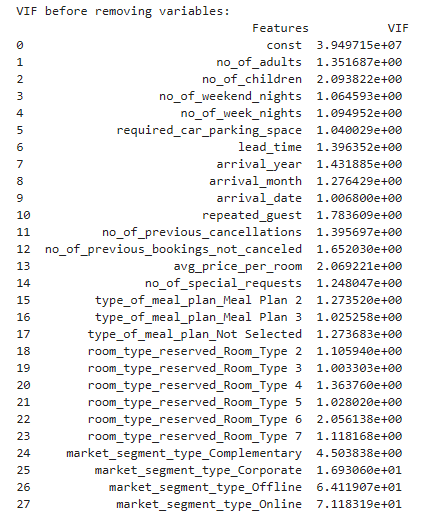 VIF before removing variables:
Features VIF
0 const 3.949715e+07
1 no_of_adults 1.351687e+00
2 no_of_children 2.093822e+00
3 no_of_weekend_nights 1.064593e+00
4 no_of_week_nights 1.094952e+00
5 required_car_parking_space 1.040029e+00
6 lead_time 1.396352e+00
7 arrival_year 1.431885e+00
8 arrival_month 1.276429e+00
9 arrival_date 1.006800e+00
10 repeated_guest 1.783609e+00
11 no_of_previous_cancellations 1.395697e+00
12 no_of_previous_bookings_not_canceled 1.652030e+00
13 avg_price_per_room 2.069221e+00
14 no_of_special_requests 1.248047e+00
15 type_of_meal_plan_Meal Plan 2 1.273520e+00
16 type_of_meal_plan_Meal Plan 3 1.025258e+00
17 type_of_meal_plan_Not Selected 1.273683e+00
18 room_type_reserved_Room_Type 2 1.105940e+00
19 room_type_reserved_Room_Type 3 1.003303e+00
20 room_type_reserved_Room_Type 4 1.363760e+00
21 room_type_reserved_Room_Type 5 1.028020e+00
22 room_type_reserved_Room_Type 6 2.056138e+00
23 room_type_reserved_Room_Type 7 1.118168e+00
24 market_segment_type_Complementary 4.503838e+00
25 market_segment_type_Corporate 1.693060e+01
26 market_segment_type_Offline 6.411907e+01
27 market_segment_type_Online 7.118319e+01